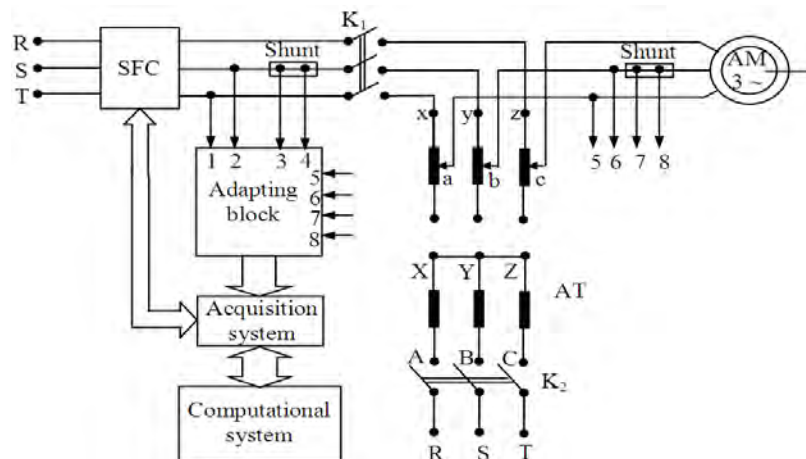 K₁
R
S
T
SFC
Shunt
Shunt
AM
3 ~
x
y
z
a
b
c
1
2
3
4
5
6
7
8
5
6
7
8
Adapting
block
X
Y
Z
AT
Acquisition
system
A
B
C
K₂
Computational
system
R
S
T